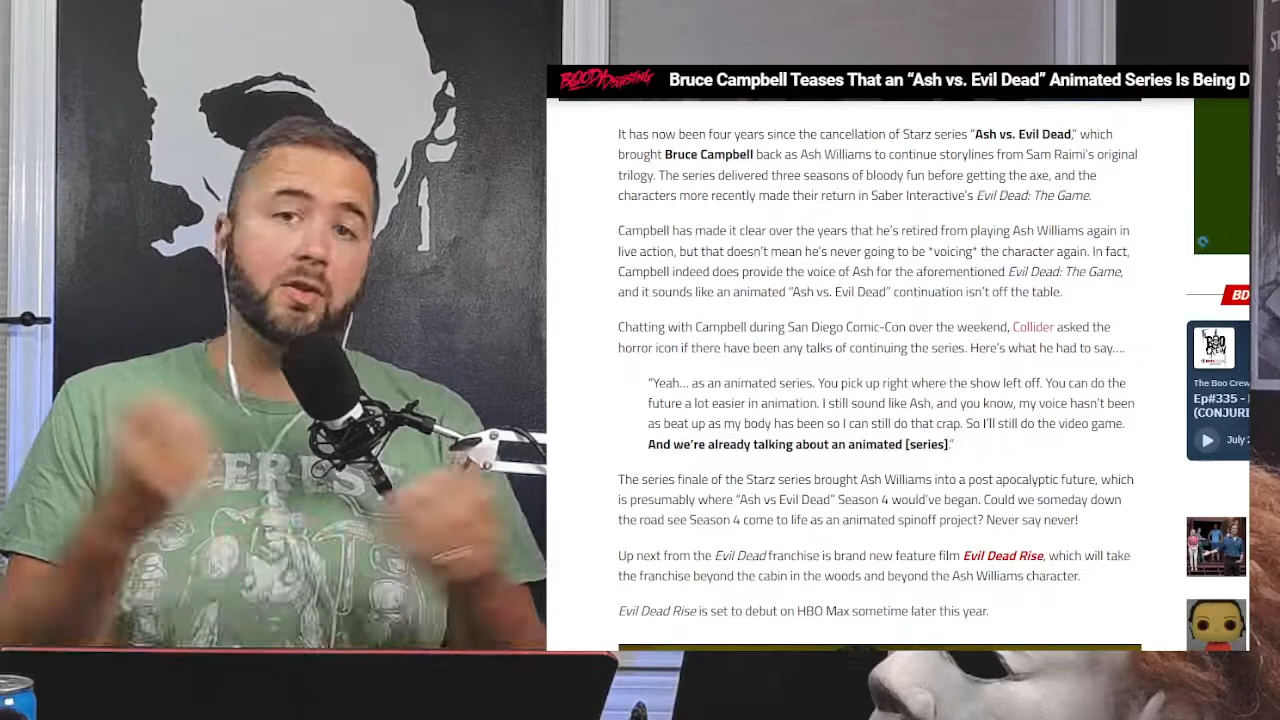 BLOODY DISGUSTING Bruce Campbell Teases That an “Ash vs. Evil Dead” Animated Series Is Being D
It has now been four years since the cancellation of Starz series “Ash vs. Evil Dead,” which
brought Bruce Campbell back as Ash Williams to continue storylines from Sam Raimi’s original
trilogy. The series delivered three seasons of bloody fun before getting the axe, and the
characters more recently made their return in Saber Interactive’s Evil Dead: The Game.
Campbell has made it clear over the years that he’s retired from playing Ash Williams again in
live action, but that doesn’t mean he’s never going to be *voicing* the character again. In fact,
Campbell indeed does provide the voice of Ash for the aforementioned Evil Dead: The Game,
and it sounds like an animated “Ash vs. Evil Dead” continuation isn’t off the table.
Chatting with Campbell during San Diego Comic-Con over the weekend, Collider asked the
horror icon if there have been any talks of continuing the series. Here’s what he had to say….
“Yeah… as an animated series. You pick up right where the show left off. You can do the
future a lot easier in animation. I still sound like Ash, and you know, my voice hasn’t been
as beat up as my body has been so I can still do that crap. So I’ll still do the video game.
And we’re already talking about an animated [series].”
The series finale of the Starz series brought Ash Williams into a post apocalyptic future, which
is presumably where “Ash vs Evil Dead” Season 4 would’ve began. Could we someday down
the road see Season 4 come to life as an animated spinoff project? Never say never!
Up next from the Evil Dead franchise is brand new feature film Evil Dead Rise, which will take
the franchise beyond the cabin in the woods and beyond the Ash Williams character.
Evil Dead Rise is set to debut on HBO Max sometime later this year.
BD
BOO CREW
The Boo Crew
Ep#335 -
(CONJURI
July 2